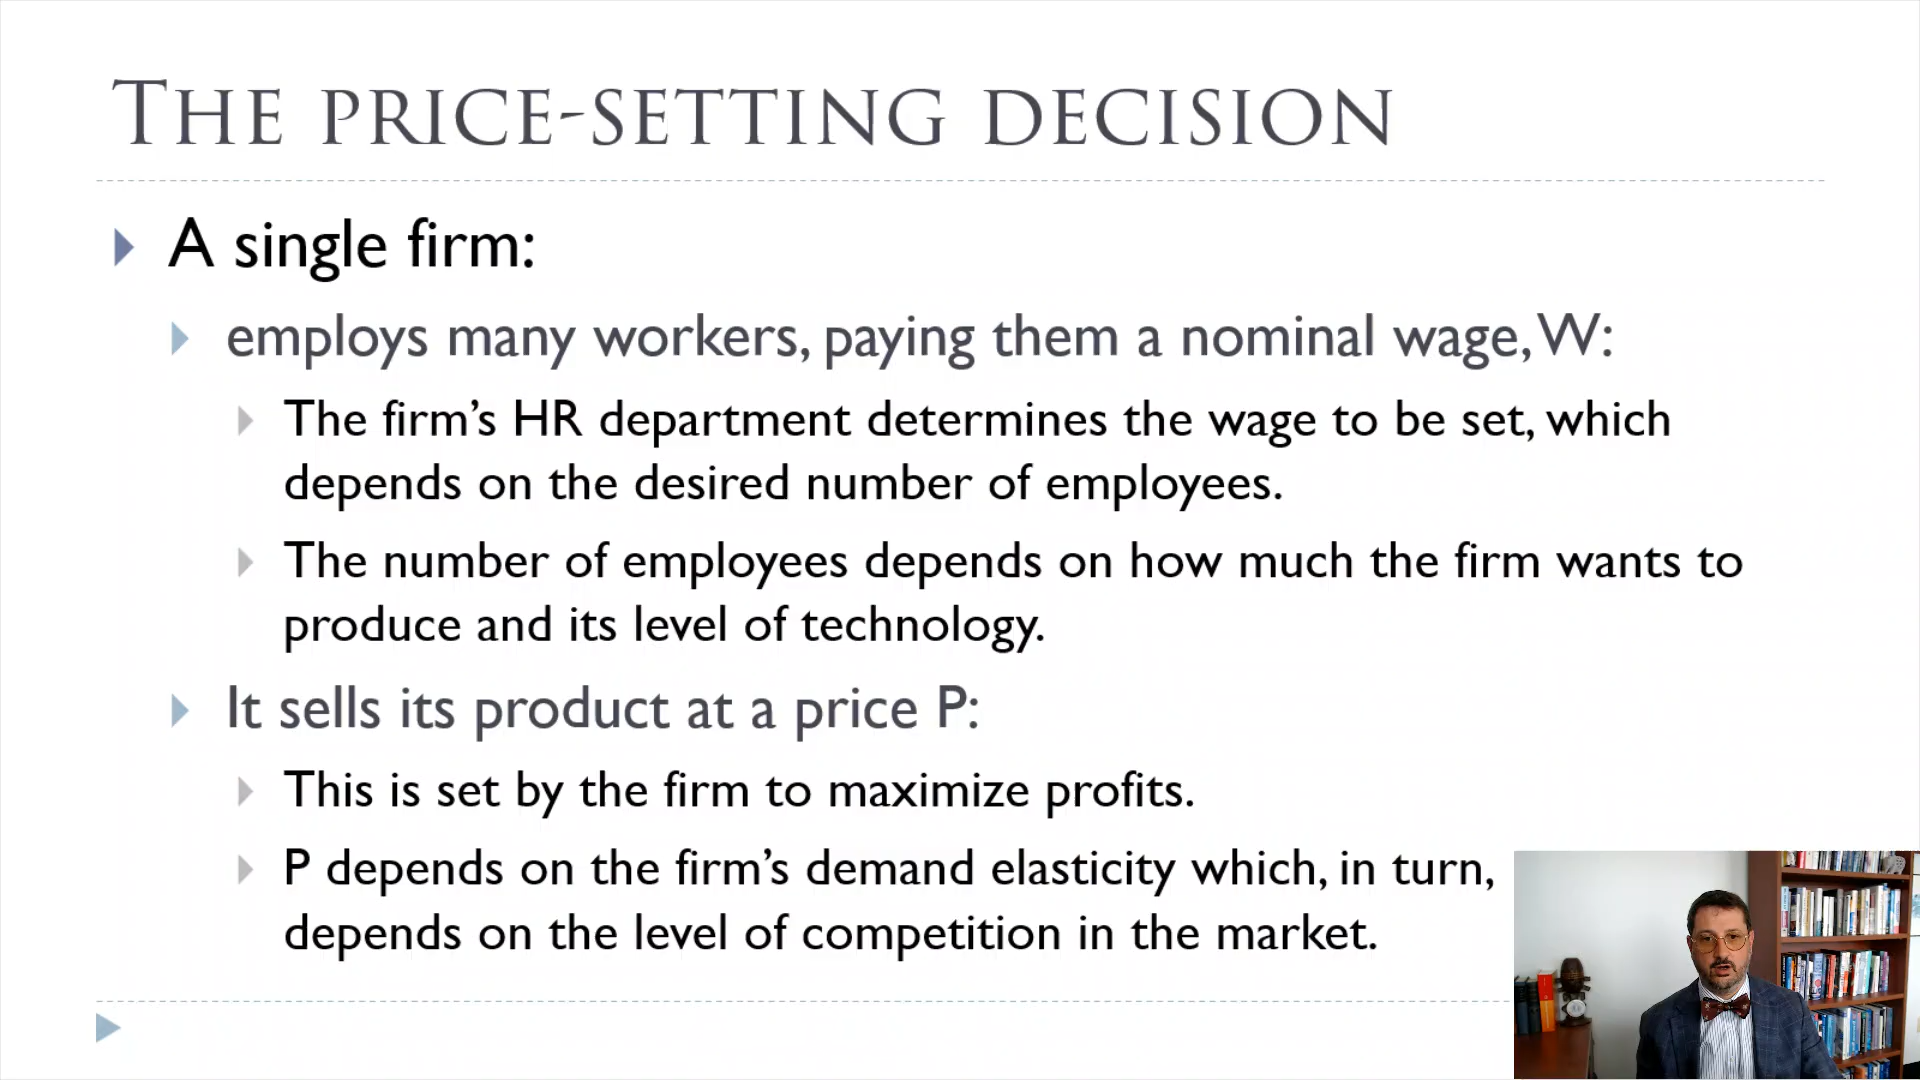 THE PRICE-SETTING DECISION
A single firm:
employs many workers, paying them a nominal wage, W:
The firm’s HR department determines the wage to be set, which
depends on the desired number of employees.
The number of employees depends on how much the firm wants to
produce and its level of technology.
It sells its product at a price P:
This is set by the firm to maximize profits.
P depends on the firm’s demand elasticity which, in turn,
depends on the level of competition in the market.